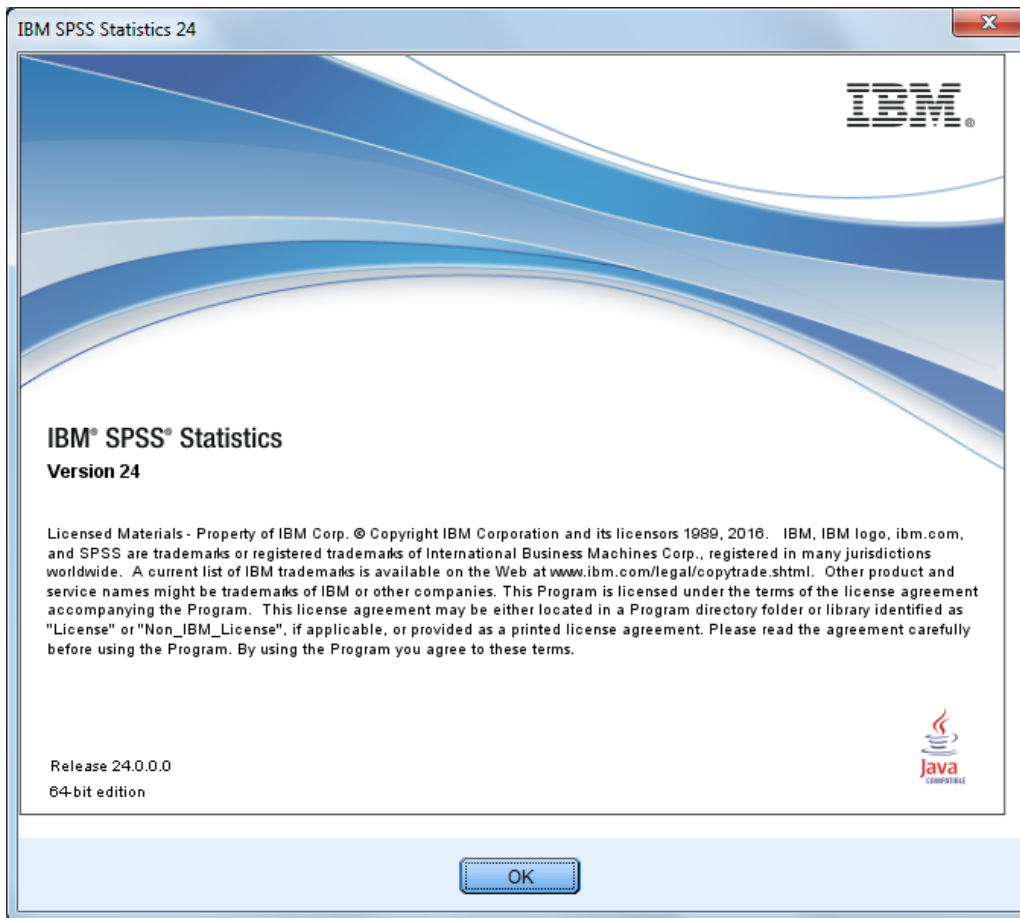 IBM SPSS Statistics 24
IBM®
IBM® SPSS® Statistics
Version 24
Licensed Materials - Property of IBM Corp. © Copyright IBM Corporation and its licensors 1989, 2016. IBM, IBM logo, ibm.com,
and SPSS are trademarks or registered trademarks of International Business Machines Corp., registered in many jurisdictions
worldwide. A current list of IBM trademarks is available on the Web at www.ibm.com/legal/copytrade.shtml. Other product and
service names might be trademarks of IBM or other companies. This Program is licensed under the terms of the license agreement
accompanying the Program. This license agreement may be either located in a Program directory folder or library identified as
"License" or "Non_IBM_License", if applicable, or provided as a printed license agreement. Please read the agreement carefully
before using the Program. By using the Program you agree to these terms.
Release 24.0.0.0
64-bit edition
Java
COMPATIBLE
OK